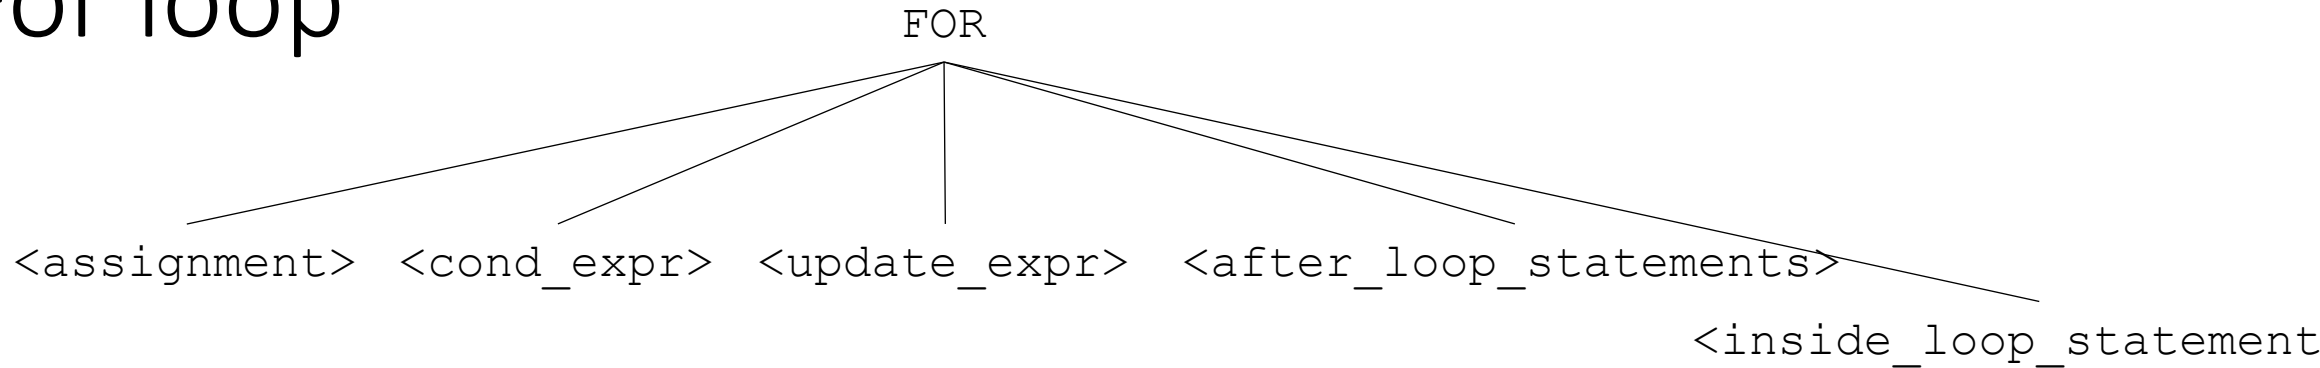 or loop
FOR
<assignment> <cond_expr> <update_expr> <after_loop_statements>
<inside_loop_statement